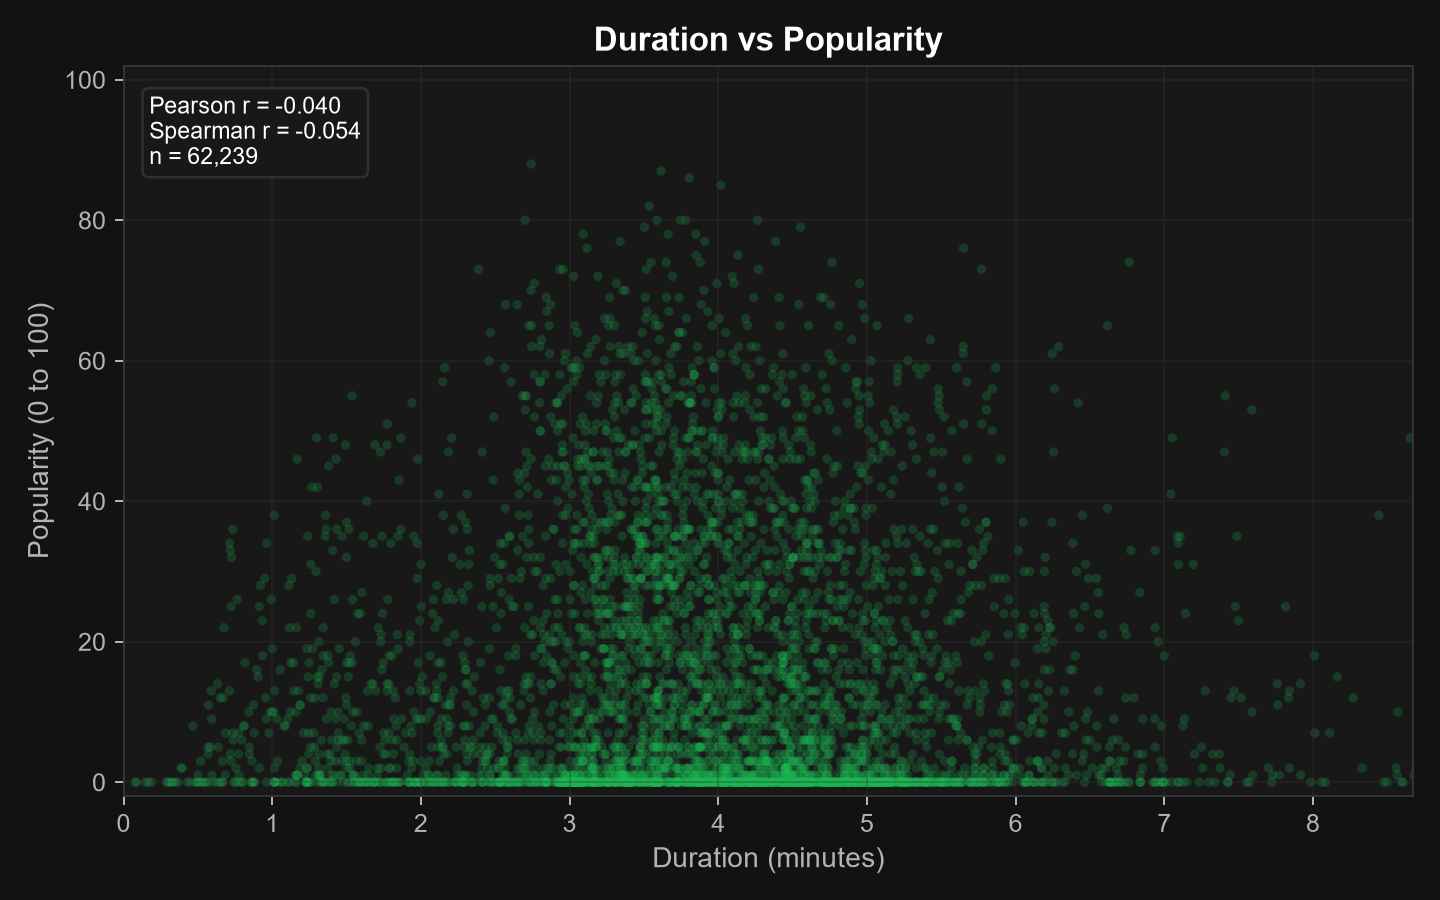 Duration vs Popularity
Pearson r = -0.040
Spearman r = -0.054
n = 62,239
Popularity (0 to 100)
100
80
60
40
20
0
0 1 2 3 4 5 6 7 8
Duration (minutes)